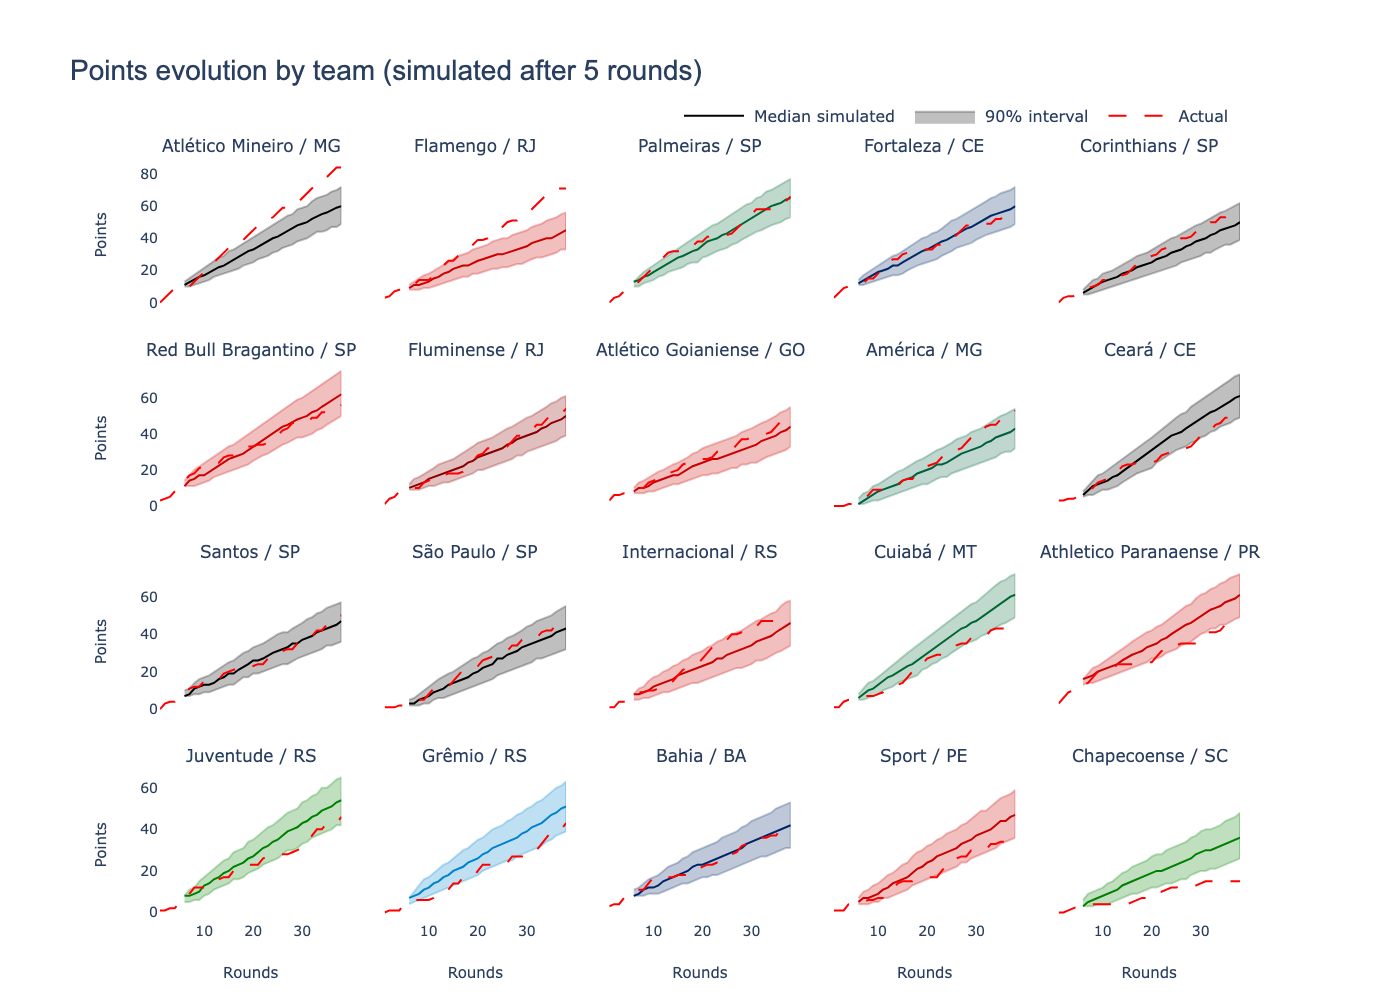 Points evolution by team (simulated after 5 rounds)
Median simulated 90% interval Actual
Atlético Mineiro / MG Flamengo / RJ Palmeiras / SP Fortaleza / CE Corinthians / SP
80
60
40
20
0
Points
Red Bull Bragantino / SP Fluminense / RJ Atlético Goianiense / GO América / MG Ceará / CE
60
40
20
0
Points
Santos / SP São Paulo / SP Internacional / RS Cuiabá / MT Athletico Paranaense / PR
60
40
20
0
Points
Juventude / RS Grêmio / RS Bahia / BA Sport / PE Chapecoense / SC
60
40
20
0
Points
10 20 30 10 20 30 10 20 30 10 20 30 10 20 30
Rounds Rounds Rounds Rounds Rounds